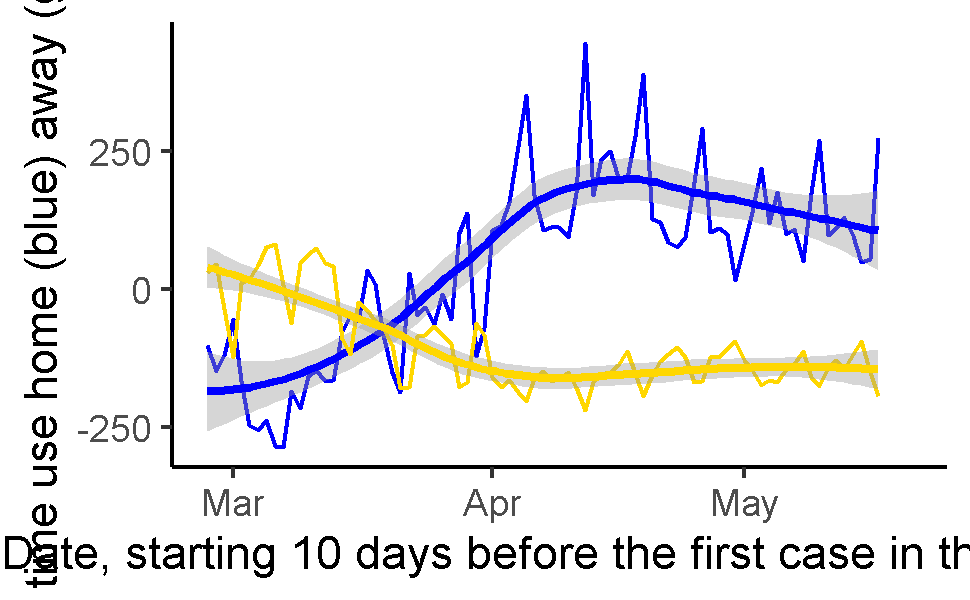 time use home (blue) away (
250
0
-250
Mar Apr May
Date, starting 10 days before the first case in th